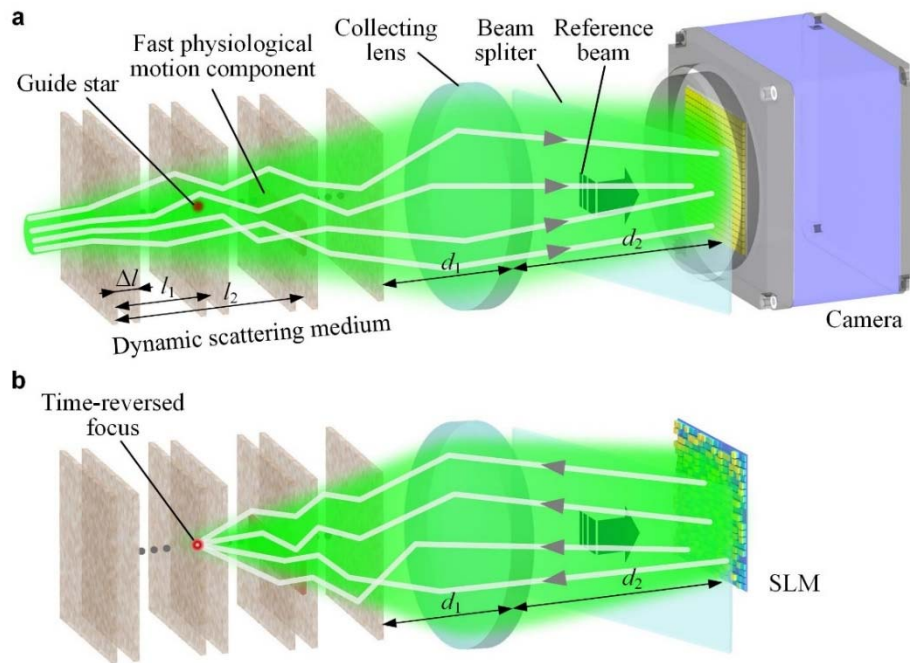 a
Fast physiological
motion component
Guide star
Collecting
lens
Beam
spliter
Reference
beam
Δl
l1
l2
d1
d2
Dynamic scattering medium
Camera
b
Time-reversed
focus
d1
d2
SLM